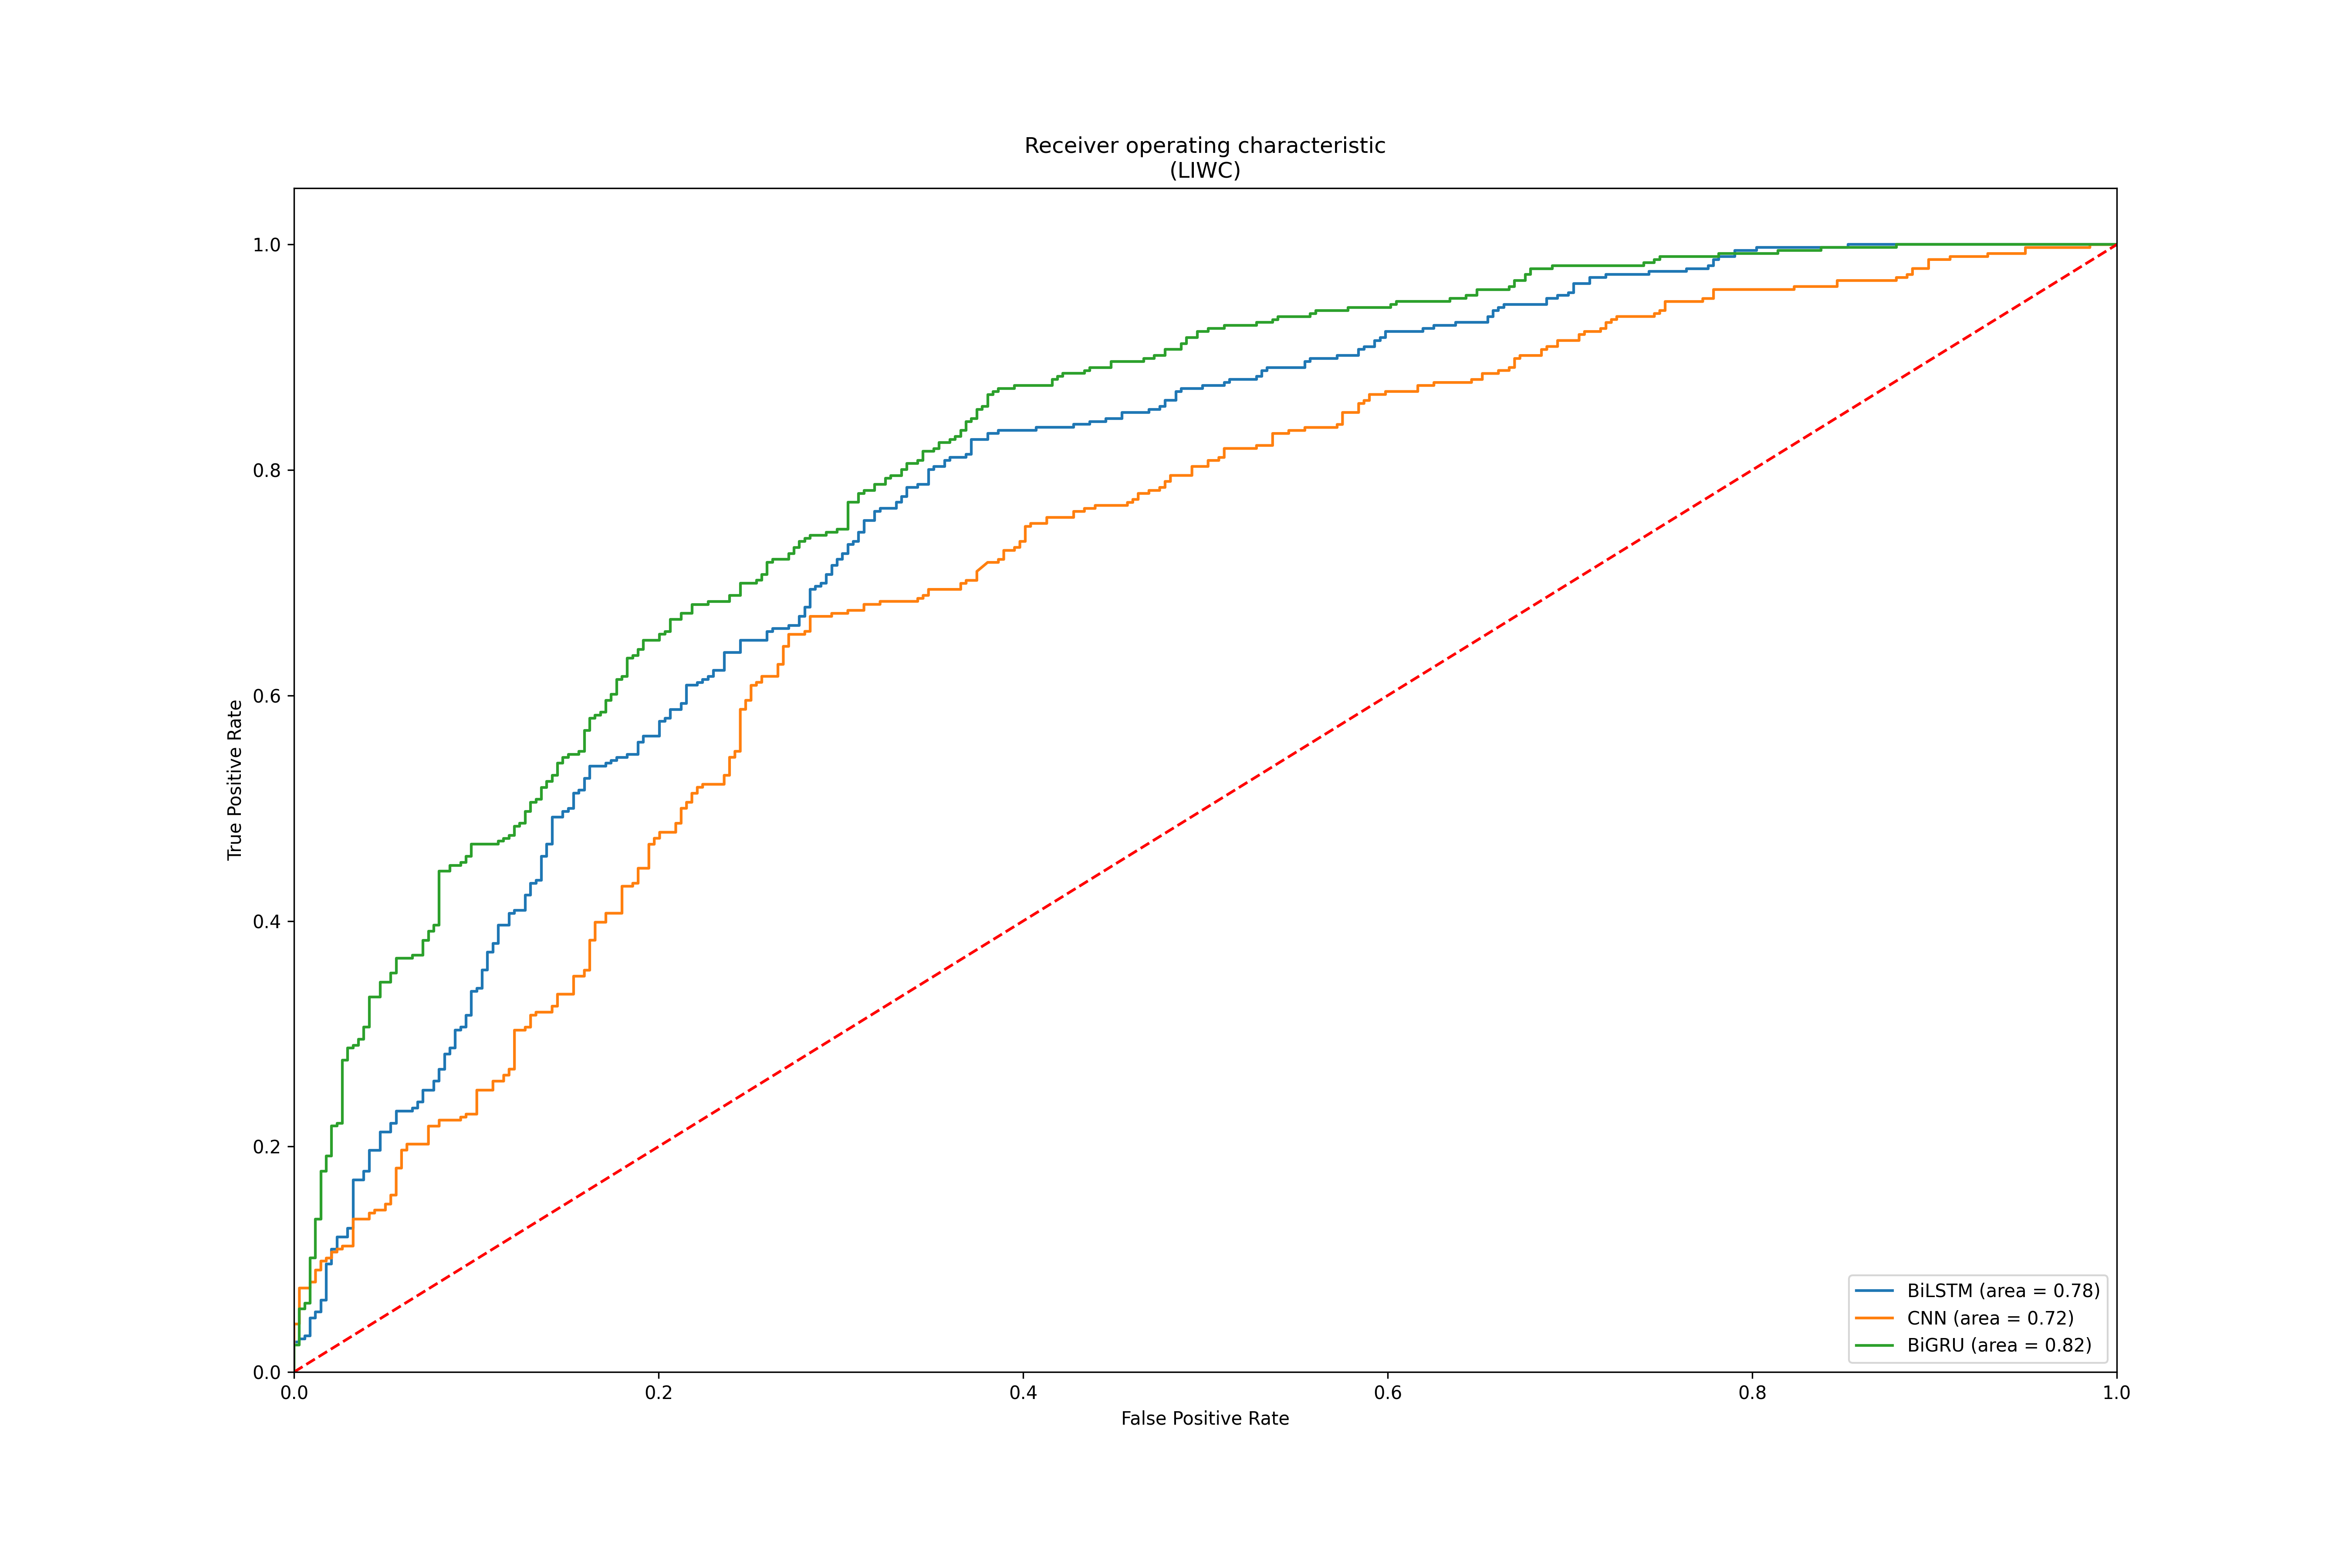 Receiver operating characteristic
(LIWC)
1.0
0.8
0.6
0.4
0.2
0.0
True Positive Rate
0.0 0.2 0.4 0.6 0.8 1.0
False Positive Rate
BiLSTM (area = 0.78)
CNN (area = 0.72)
BiGRU (area = 0.82)